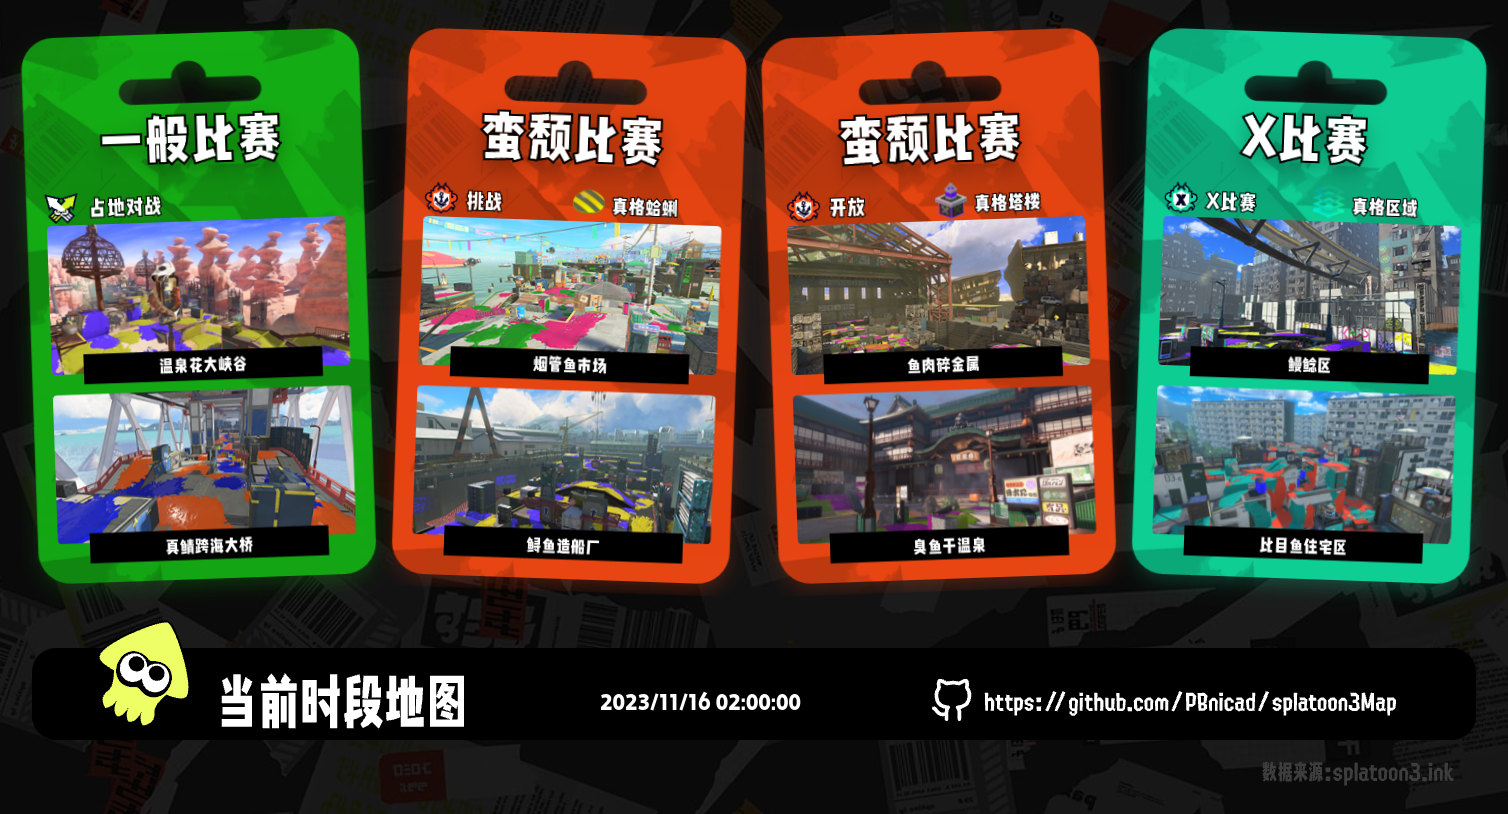 一般比赛
占地对战
温泉花大峡谷
真鲭跨海大桥
蛮颓比赛
挑战
真格蛤蜊
烟管鱼市场
鲟鱼造船厂
蛮颓比赛
开放
真格塔楼
鱼肉碎金属
臭鱼干温泉
X比赛
X比赛
真格区域
鳗鲶区
比目鱼住宅区
当前时段地图
2023/11/16 02:00:00
https://github.com/PBnicad/splatoon3Map
数据来源:splatoon3.ink